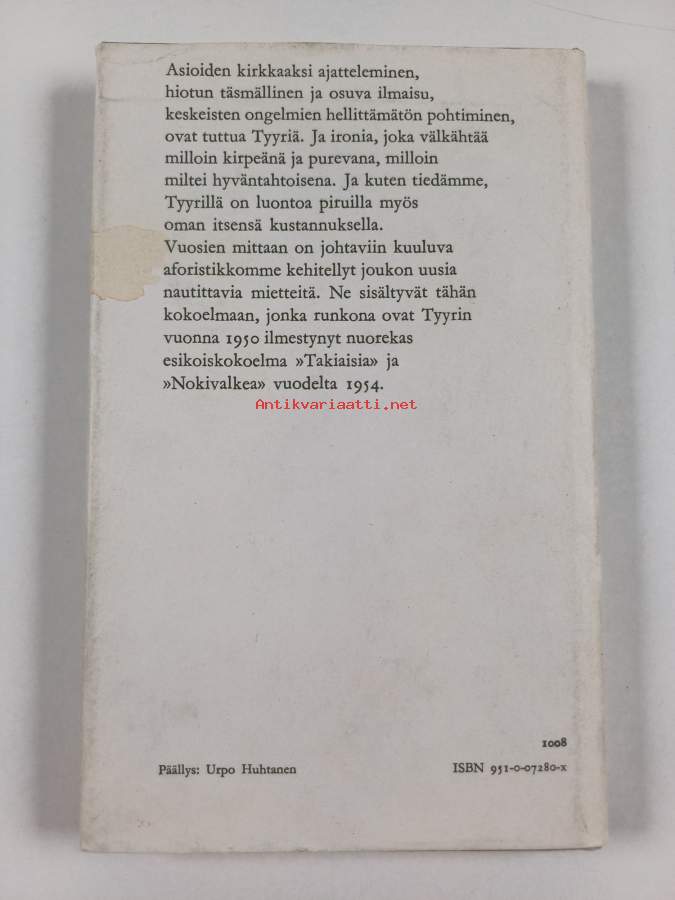 Asioiden kirkkaaksi ajatteleminen,
hiotun täsmällinen ja osuva ilmaisu,
keskeisten ongelmien hellittämätön pohtiminen,
ovat tuttua Tyyriä. Ja ironia, joka välkähtää
milloin kirpeänä ja purevana, milloin
miltei hyväntahtoisena. Ja kuten tiedämme,
Tyyrillä on luontoa piruilla myös
oman itsensä kustannuksella.
Vuosien mittaan on johtaviin kuuluva
aforistikkomme kehitellyt joukon uusia
nautittavia mietteitä. Ne sisältyvät tähän
kokoelmaan, jonka runkona ovat Tyyrin
vuonna 1950 ilmestynyt nuorekas
esikoiskokoelma »Takiaisia» ja
»Nokivalkea» vuodelta 1954.
Antikvariaatti.net
1008
Päällys: Urpo Huhtanen
ISBN 951-0-07280-x